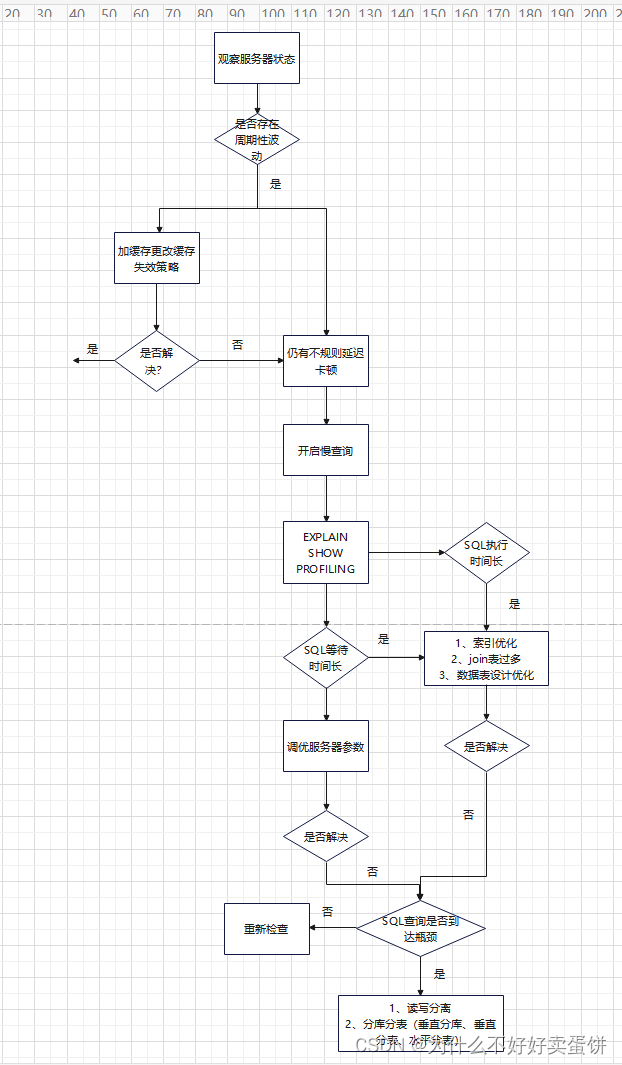 20 30 40 50 60 70 80 90 100 110 120 130 140 150 160 170 180 190 200 2
观察服务器状态
是否存在
周期性波
动
是
加缓存更改缓存
失效策略
是
是否解
决？
否
仍有不规则延迟
卡顿
开启慢查询
EXPLAIN
SHOW
PROFILING
SQL执行
时间长
是
SQL等待
时间长
是
1、索引优化
2、join表过多
3、数据表设计优化
调优服务器参数
是否解决
否
是否解决
否
SQL查询是否到
达瓶颈
否
重新检查
是
1、读写分离
2、分库分表（垂直分库、垂直
分表、水平分表）
CSDN @为什么不好好卖蛋饼